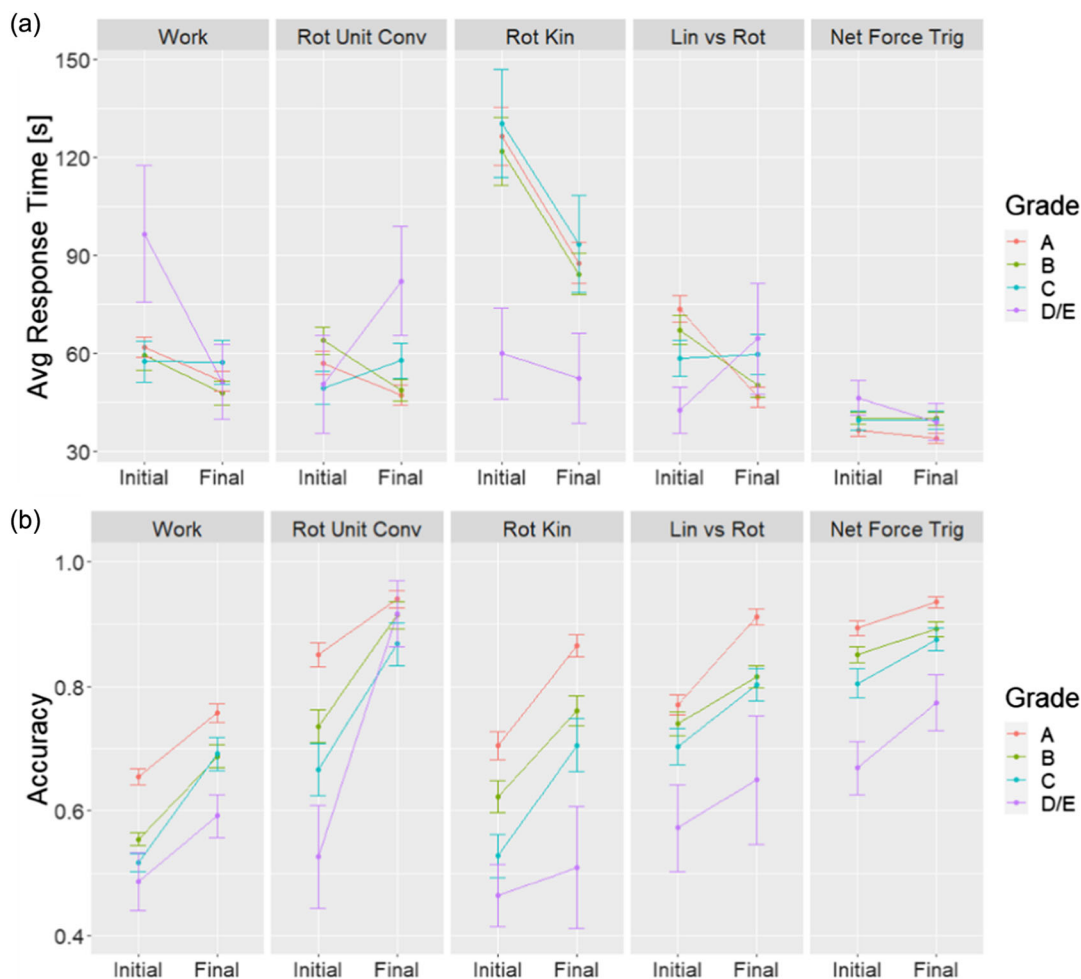 (a)
Work Rot Unit Conv Rot Kin Lin vs Rot Net Force Trig
Avg Response Time [s]
150
120
90
60
30
Initial Final Initial Final Initial Final Initial Final Initial Final
Grade
A
B
C
D/E
(b)
Work Rot Unit Conv Rot Kin Lin vs Rot Net Force Trig
Accuracy
1.0
0.8
0.6
0.4
Initial Final Initial Final Initial Final Initial Final Initial Final
Grade
A
B
C
D/E